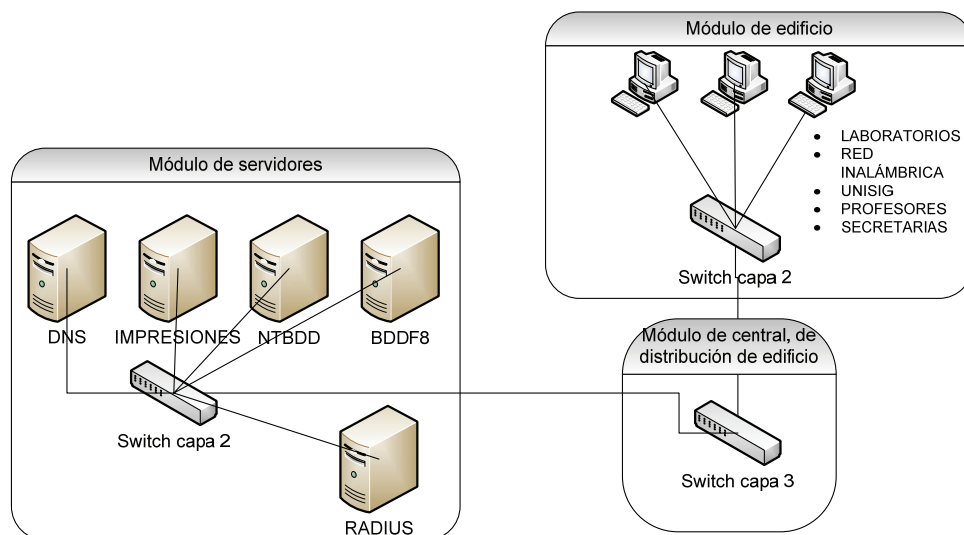 Módulo de edificio
• LABORATORIOS
• RED
INALÁMBRICA
• UNISIG
• PROFESORES
• SECRETARIAS
Switch capa 2
Módulo de servidores
DNS
IMPRESIONES
NTBDD
BDDF8
Switch capa 2
RADIUS
Módulo de central, de
distribución de edificio
Switch capa 3